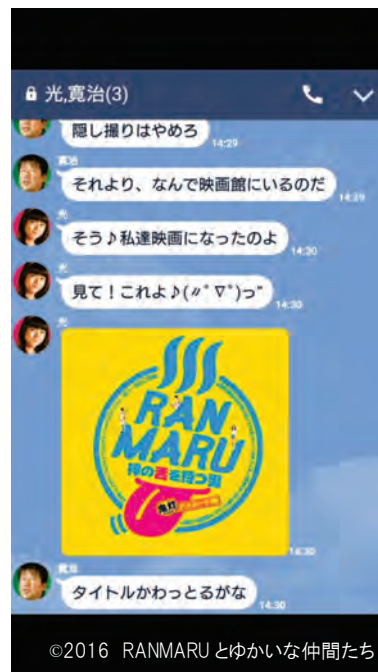 光,寛治(3)
隠し撮りはやめろ
14:29
寛治
それより、なんで映画館にいるのだ
14:29
光
そう♪私達映画になったのよ
14:30
光
見て！これよ♪(〃ﾟ∇ﾟ)っ"
14:30
光
RAN
MARU
神の舌を持つ男
鬼灯
14:30
寛治
タイトルかわっとるがな
14:30
©2016 RANMARUとゆかいな仲間たち